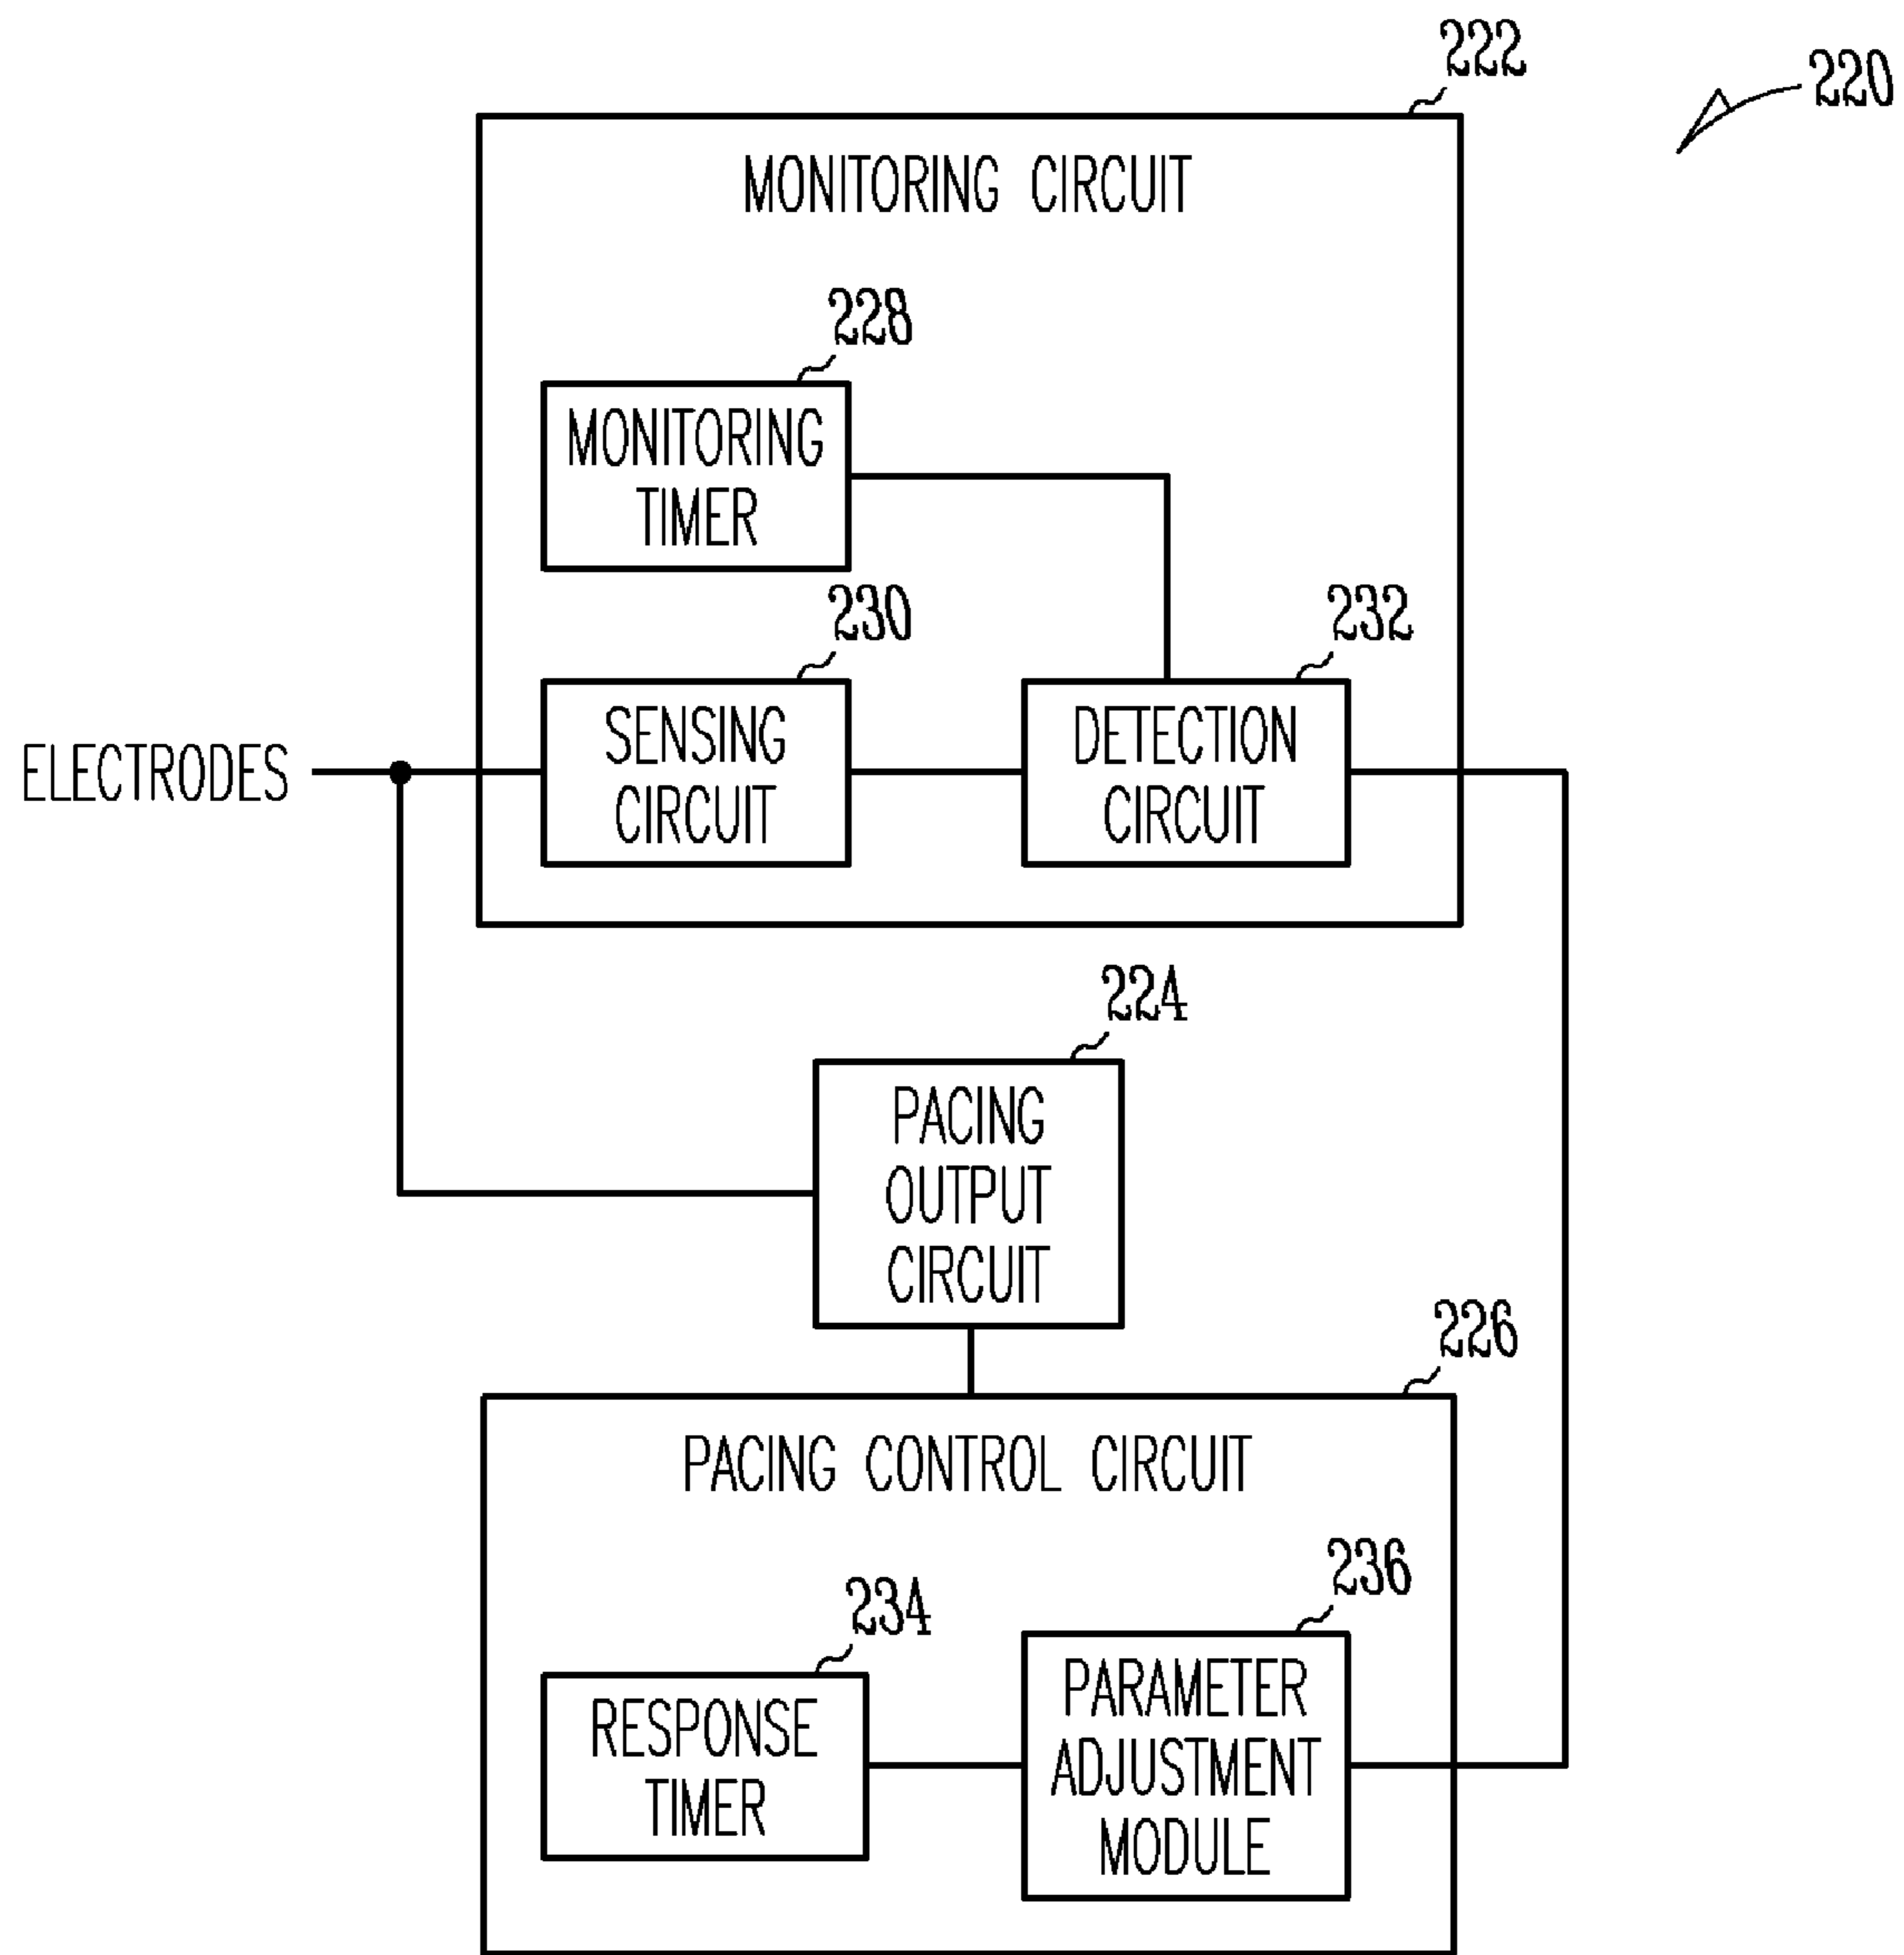 222
220
MONITORING CIRCUIT
228
MONITORING
TIMER
230
232
ELECTRODES
SENSING
CIRCUIT
DETECTION
CIRCUIT
224
PACING
OUTPUT
CIRCUIT
226
PACING CONTROL CIRCUIT
234
236
RESPONSE
TIMER
PARAMETER
ADJUSTMENT
MODULE